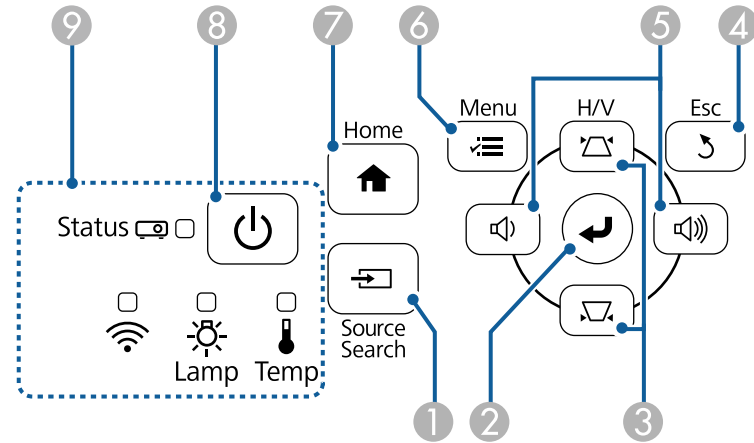 9 8 7 6 5 4
Menu H/V Esc
Home
Status
Source
Search
Lamp Temp
1 2 3